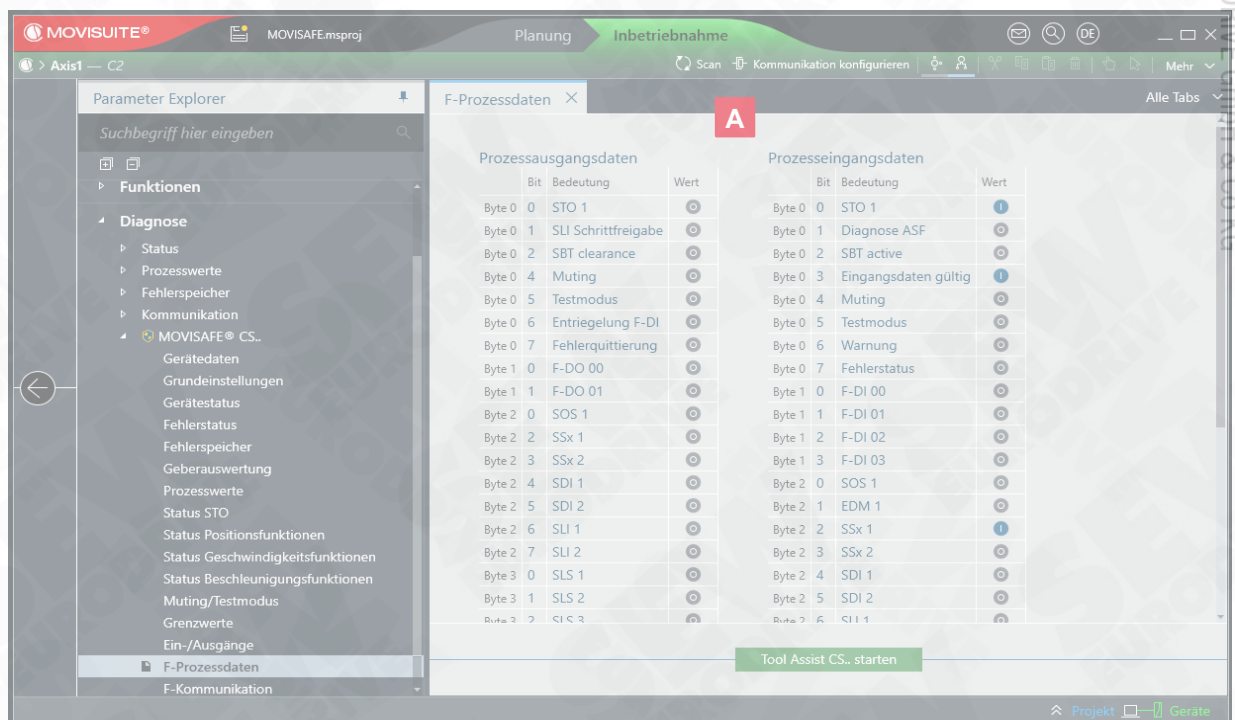 MOVISUITE®
MOVISAFE.msproj
Planung
Inbetriebnahme
DE
> Axis1 — C2
Scan
Kommunikation konfigurieren
Mehr
Parameter Explorer
Suchbegriff hier eingeben
Funktionen
Diagnose
Status
Prozesswerte
Fehlerspeicher
Kommunikation
MOVISAFE® CS..
Gerätedaten
Grundeinstellungen
Gerätestatus
Fehlerstatus
Fehlerspeicher
Geberauswertung
Prozesswerte
Status STO
Status Positionsfunktionen
Status Geschwindigkeitsfunktionen
Status Beschleunigungsfunktionen
Muting/Testmodus
Grenzwerte
Ein-/Ausgänge
F-Prozessdaten
F-Kommunikation
F-Prozessdaten
Alle Tabs
A
Prozessausgangsdaten
Bit Bedeutung Wert
Byte 0 0 STO 1
Byte 0 1 SLI Schrittfreigabe
Byte 0 2 SBT clearance
Byte 0 4 Muting
Byte 0 5 Testmodus
Byte 0 6 Entriegelung F-DI
Byte 0 7 Fehlerquittierung
Byte 1 0 F-DO 00
Byte 1 1 F-DO 01
Byte 2 0 SOS 1
Byte 2 2 SSx 1
Byte 2 3 SSx 2
Byte 2 4 SDI 1
Byte 2 5 SDI 2
Byte 2 6 SLI 1
Byte 2 7 SLI 2
Byte 3 0 SLS 1
Byte 3 1 SLS 2
Byte 3 2 SLS 3
Prozesseingangsdaten
Bit Bedeutung Wert
Byte 0 0 STO 1
Byte 0 1 Diagnose ASF
Byte 0 2 SBT active
Byte 0 3 Eingangsdaten gültig
Byte 0 4 Muting
Byte 0 5 Testmodus
Byte 0 6 Warnung
Byte 0 7 Fehlerstatus
Byte 1 0 F-DI 00
Byte 1 1 F-DI 01
Byte 1 2 F-DI 02
Byte 1 3 F-DI 03
Byte 2 0 SOS 1
Byte 2 1 EDM 1
Byte 2 2 SSx 1
Byte 2 3 SSx 2
Byte 2 4 SDI 1
Byte 2 5 SDI 2
Byte 2 6 SLI 1
Tool Assist CS.. starten
Projekt
Geräte